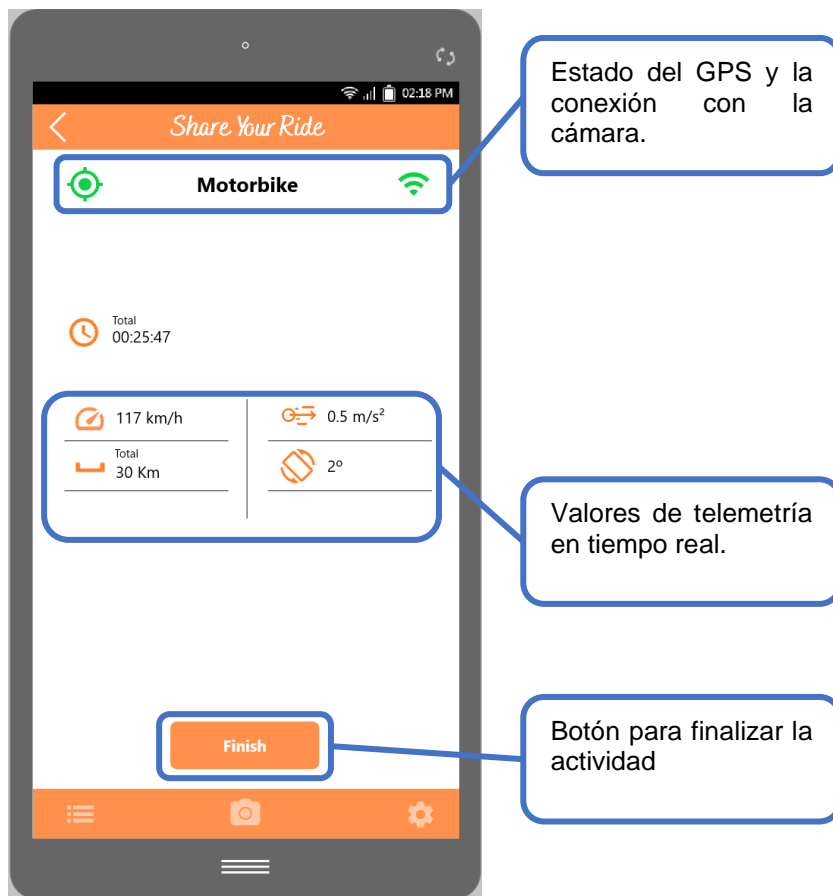 02:18 PM
Share Your Ride
Motorbike
Total
00:25:47
117 km/h
0.5 m/s²
Total
30 Km
2º
Finish
Estado del GPS y la
conexión con la
cámara.
Valores de telemetría
en tiempo real.
Botón para finalizar la
actividad